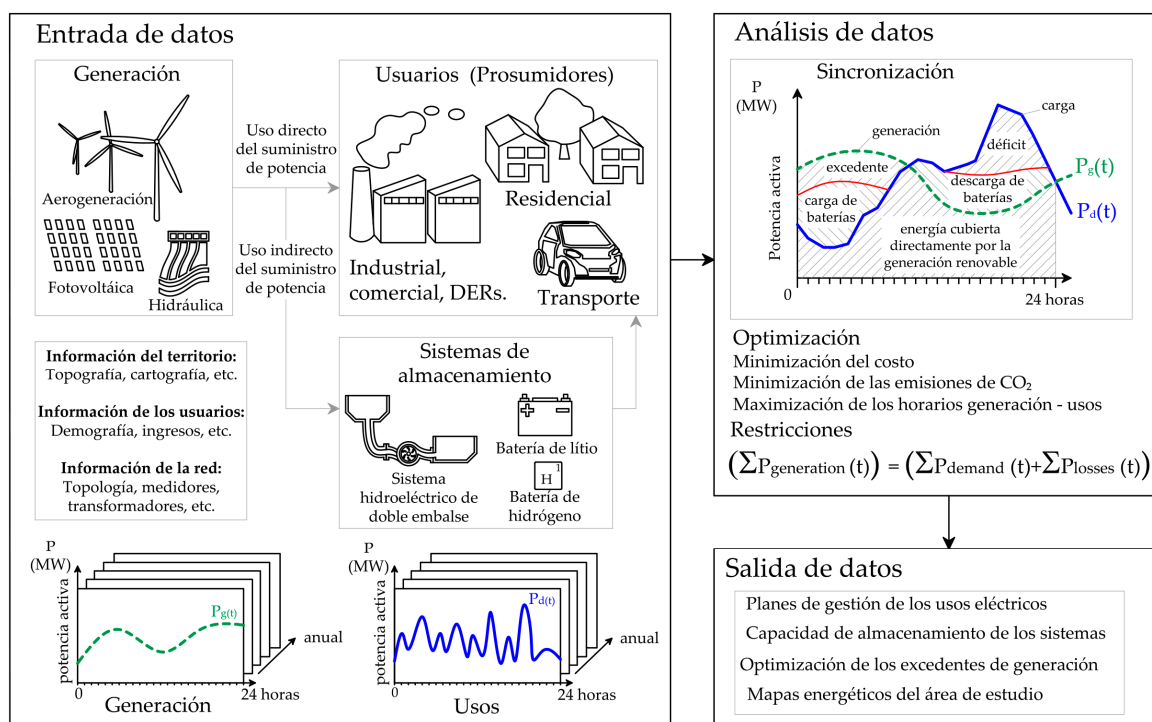 Entrada de datos
Generación
Aerogeneración
Fotovoltáica
Hidráulica
Uso directo
del suministro
de potencia
Uso indirecto
del suministro
de potencia
Usuarios (Prosumidores)
Residencial
Industrial,
comercial, DERs.
Transporte
Información del territorio:
Topografía, cartografía, etc.
Información de los usuarios:
Demografía, ingresos, etc.
Información de la red:
Topología, medidores,
transformadores, etc.
Sistemas de
almacenamiento
Sistema
hidroeléctrico de
doble embalse
Batería de lítio
1
H
Batería de
hidrógeno
P
(MW)
potencia activa
Pg(t)
anual
0
24 horas
Generación
P
(MW)
potencia activa
Pd(t)
anual
0
24 horas
Usos
Análisis de datos
Sincronización
P
(MW)
Potencia activa
generación
carga
déficit
excedente
Pg(t)
carga de
baterías
descarga de
baterías
Pd(t)
energía cubierta
directamente por la
generación renovable
0
24 horas
Optimización
Minimización del costo
Minimización de las emisiones de CO₂
Maximización de los horarios generación - usos
Restricciones
(∑Pgeneration (t)) = (∑Pdemand (t)+∑Plosses (t))
Salida de datos
Planes de gestión de los usos eléctricos
Capacidad de almacenamiento de los sistemas
Optimización de los excedentes de generación
Mapas energéticos del área de estudio